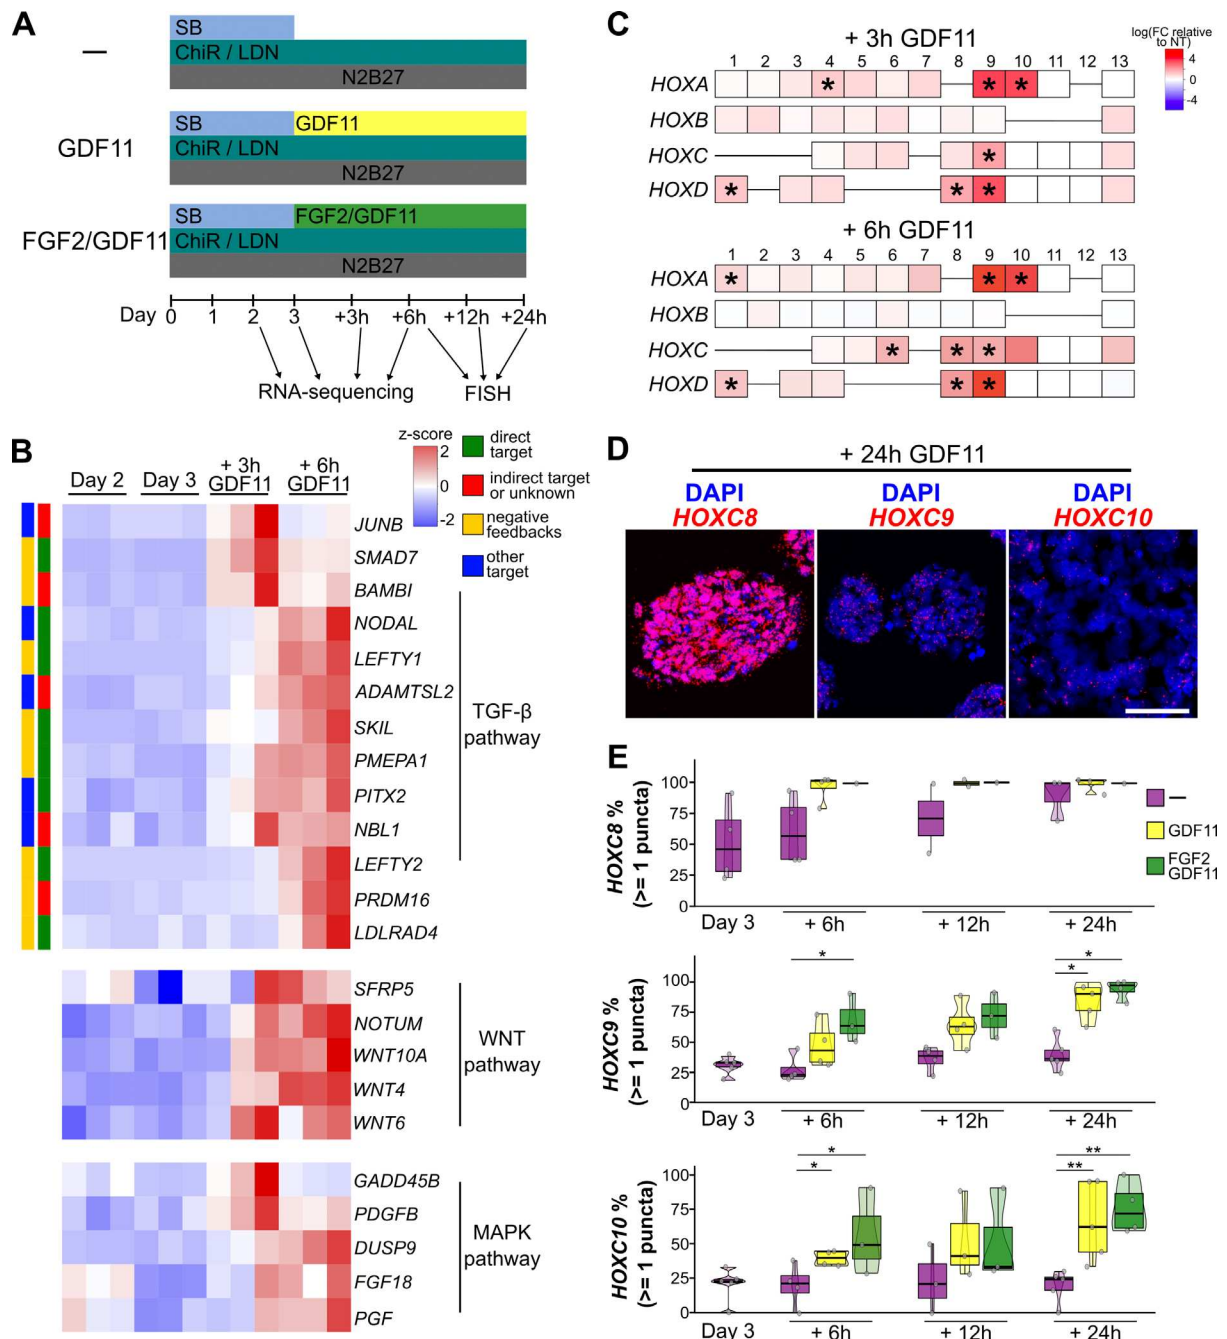 A
—
SB
ChiR / LDN
N2B27
GDF11
SB
GDF11
ChiR / LDN
N2B27
FGF2/GDF11
SB
FGF2/GDF11
ChiR / LDN
N2B27
Day 0 1 2 3 +3h +6h +12h +24h
RNA-sequencing FISH
B
Day 2 Day 3 + 3h GDF11 + 6h GDF11
z-score
2
0
-2
direct target
indirect target or unknown
negative feedbacks
other target
JUNB
SMAD7
BAMBI
NODAL
LEFTY1
ADAMTSL2
SKIL
PMEPA1
PITX2
NBL1
LEFTY2
PRDM16
LDLRAD4
TGF-β pathway
SFRP5
NOTUM
WNT10A
WNT4
WNT6
WNT pathway
GADD45B
PDGFB
DUSP9
FGF18
PGF
MAPK pathway
C
+ 3h GDF11
log(FC relative to NT)
4
0
-4
1 2 3 4 5 6 7 8 9 10 11 12 13
HOXA * * *
HOXB
HOXC *
HOXD * * *
+ 6h GDF11
1 2 3 4 5 6 7 8 9 10 11 12 13
HOXA * * *
HOXB
HOXC * * *
HOXD * * *
D
+ 24h GDF11
DAPI HOXC8
DAPI HOXC9
DAPI HOXC10
E
HOXC8 % (>= 1 puncta)
100
75
50
25
0
Day 3 + 6h + 12h + 24h
—
GDF11
FGF2 GDF11
HOXC9 % (>= 1 puncta)
100
75
50
25
0
* * *
Day 3 + 6h + 12h + 24h
HOXC10 % (>= 1 puncta)
100
75
50
25
0
* * ** **
Day 3 + 6h + 12h + 24h